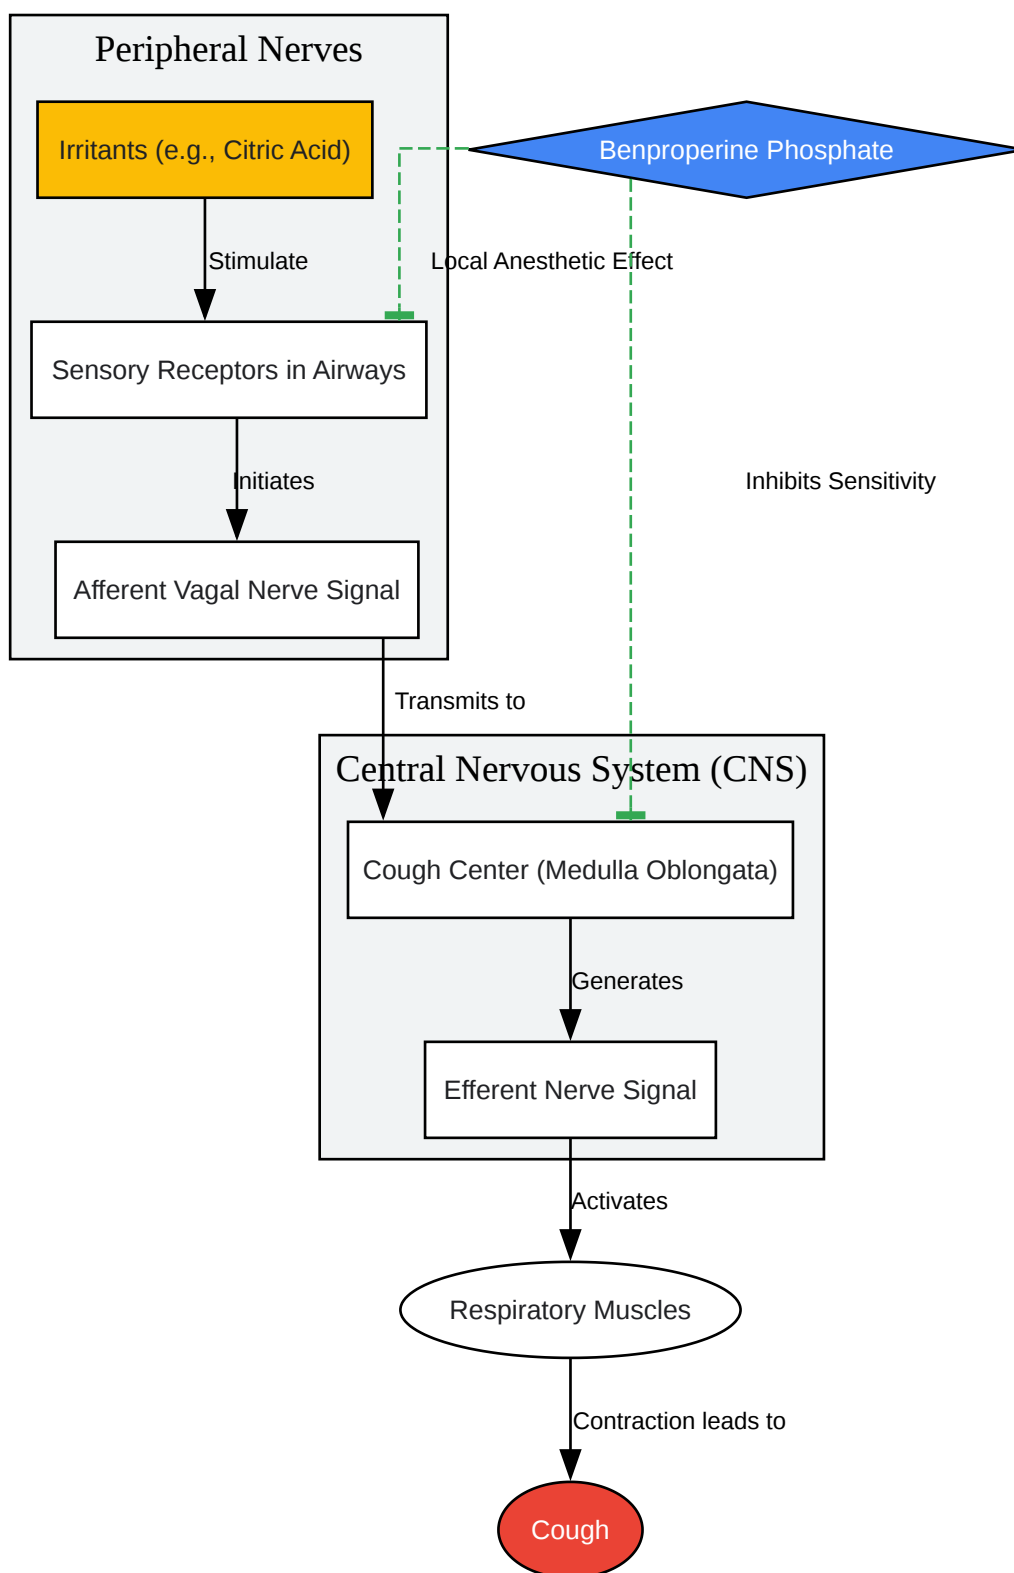 Peripheral Nerves
Irritants (e.g., Citric Acid)
Benproperine Phosphate
Stimulate
Local Anesthetic Effect
Sensory Receptors in Airways
Initiates
Inhibits Sensitivity
Afferent Vagal Nerve Signal
Transmits to
Central Nervous System (CNS)
Cough Center (Medulla Oblongata)
Generates
Efferent Nerve Signal
Activates
Respiratory Muscles
Contraction leads to
Cough